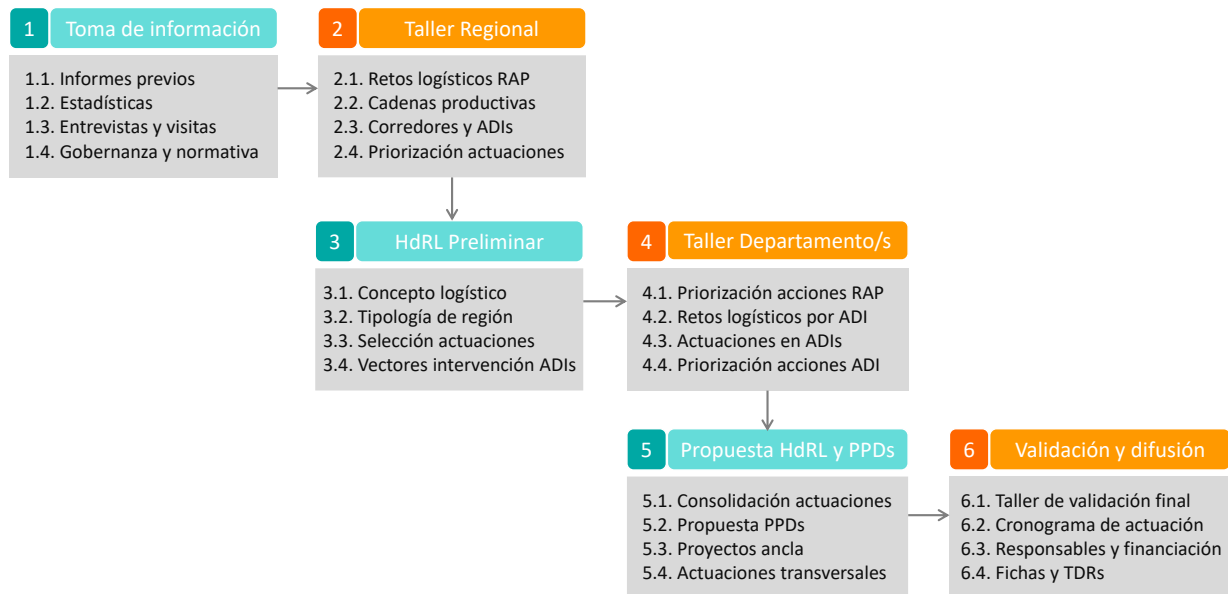 1 Toma de información
1.1. Informes previos
1.2. Estadísticas
1.3. Entrevistas y visitas
1.4. Gobernanza y normativa
2 Taller Regional
2.1. Retos logísticos RAP
2.2. Cadenas productivas
2.3. Corredores y ADIs
2.4. Priorización actuaciones
3 HdRL Preliminar
3.1. Concepto logístico
3.2. Tipología de región
3.3. Selección actuaciones
3.4. Vectores intervención ADIs
4 Taller Departamento/s
4.1. Priorización acciones RAP
4.2. Retos logísticos por ADI
4.3. Actuaciones en ADIs
4.4. Priorización acciones ADI
5 Propuesta HdRL y PPDs
5.1. Consolidación actuaciones
5.2. Propuesta PPDs
5.3. Proyectos ancla
5.4. Actuaciones transversales
6 Validación y difusión
6.1. Taller de validación final
6.2. Cronograma de actuación
6.3. Responsables y financiación
6.4. Fichas y TDRs